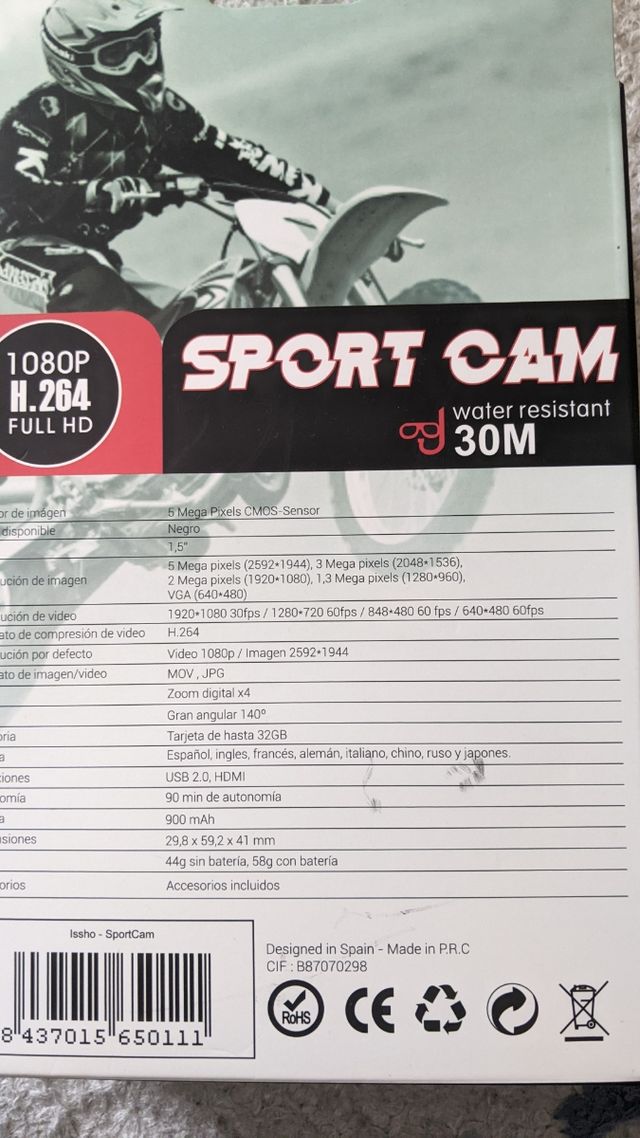 1080P
H.264
FULL HD
SPORT CAM
water resistant
30M
or de imágen 5 Mega Pixels CMOS-Sensor
disponible Negro
1,5"
ución de imagen 5 Mega pixels (2592*1944), 3 Mega pixels (2048*1536),
2 Mega pixels (1920*1080), 1,3 Mega pixels (1280*960),
VGA (640*480)
ución de video 1920*1080 30fps / 1280*720 60fps / 848*480 60 fps / 640*480 60fps
ato de compresión de video H.264
ución por defecto Video 1080p / Imagen 2592*1944
ato de imagen/video MOV , JPG
Zoom digital x4
Gran angular 140º
oria Tarjeta de hasta 32GB
a Español, ingles, francés, alemán, italiano, chino, ruso y japones.
iones USB 2.0, HDMI
omía 90 min de autonomía
a 900 mAh
nsiones 29,8 x 59,2 x 41 mm
44g sin batería, 58g con batería
orios Accesorios incluidos
Issho - SportCam
8 437015 650111
Designed in Spain - Made in P.R.C
CIF : B87070298
RoHS
CE